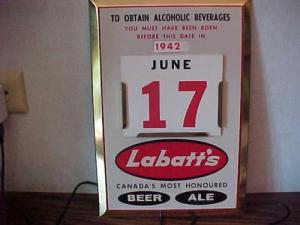 TO OBTAIN ALCOHOLIC BEVERAGES
YOU MUST HAVE BEEN BORN
BEFORE THIS DATE IN
1942
JUNE
17
Labatt's
CANADA'S MOST HONOURED
BEER ALE